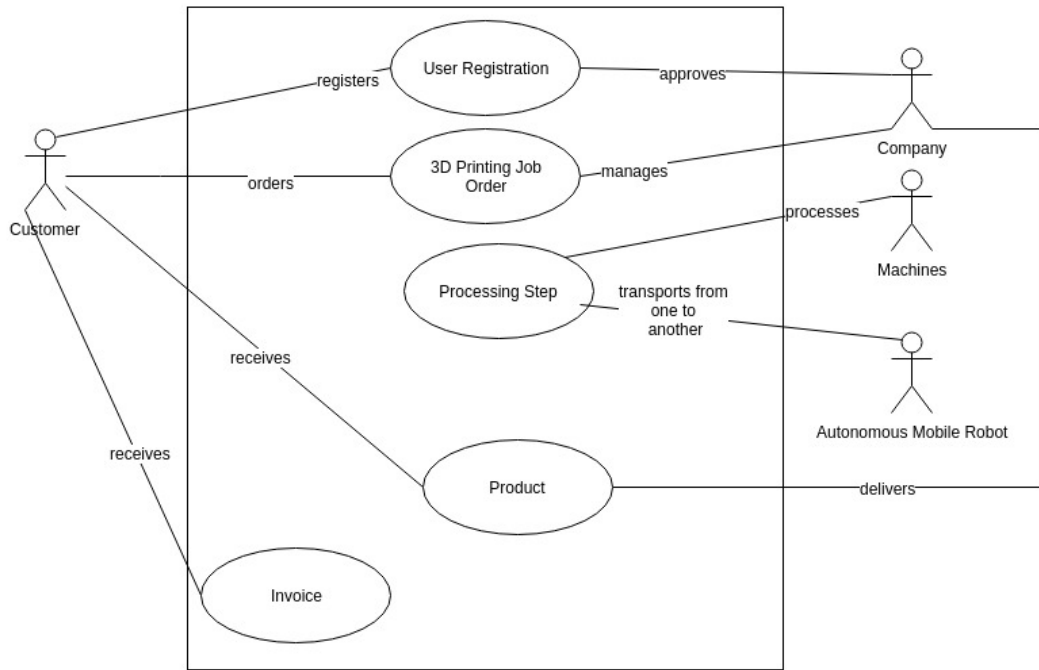 User Registration
registers
approves
Company
3D Printing Job
Order
orders
manages
Customer
processes
Machines
Processing Step
transports from
one to
another
receives
Autonomous Mobile Robot
receives
Product
delivers
Invoice